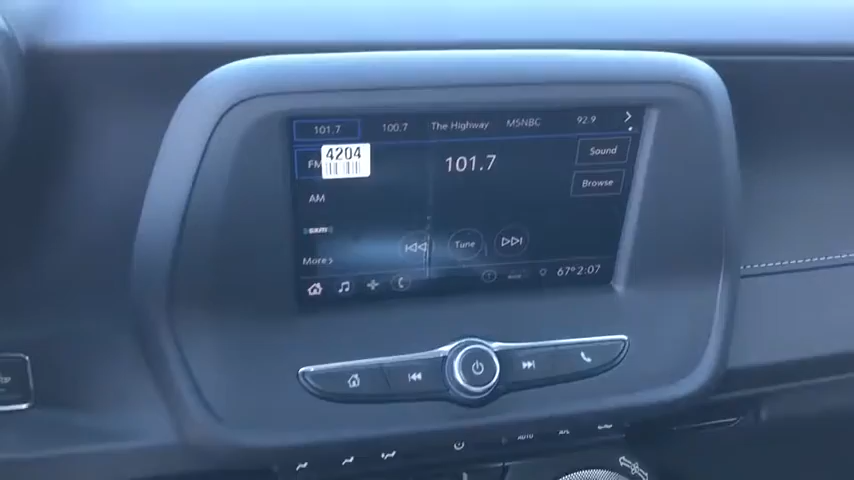 101.7 100.7 The Highway MSNBC 92.9 >
FM 4204 101.7 Sound
Browse
AM
More >
Tune
67° 2:07
AUTO A/C